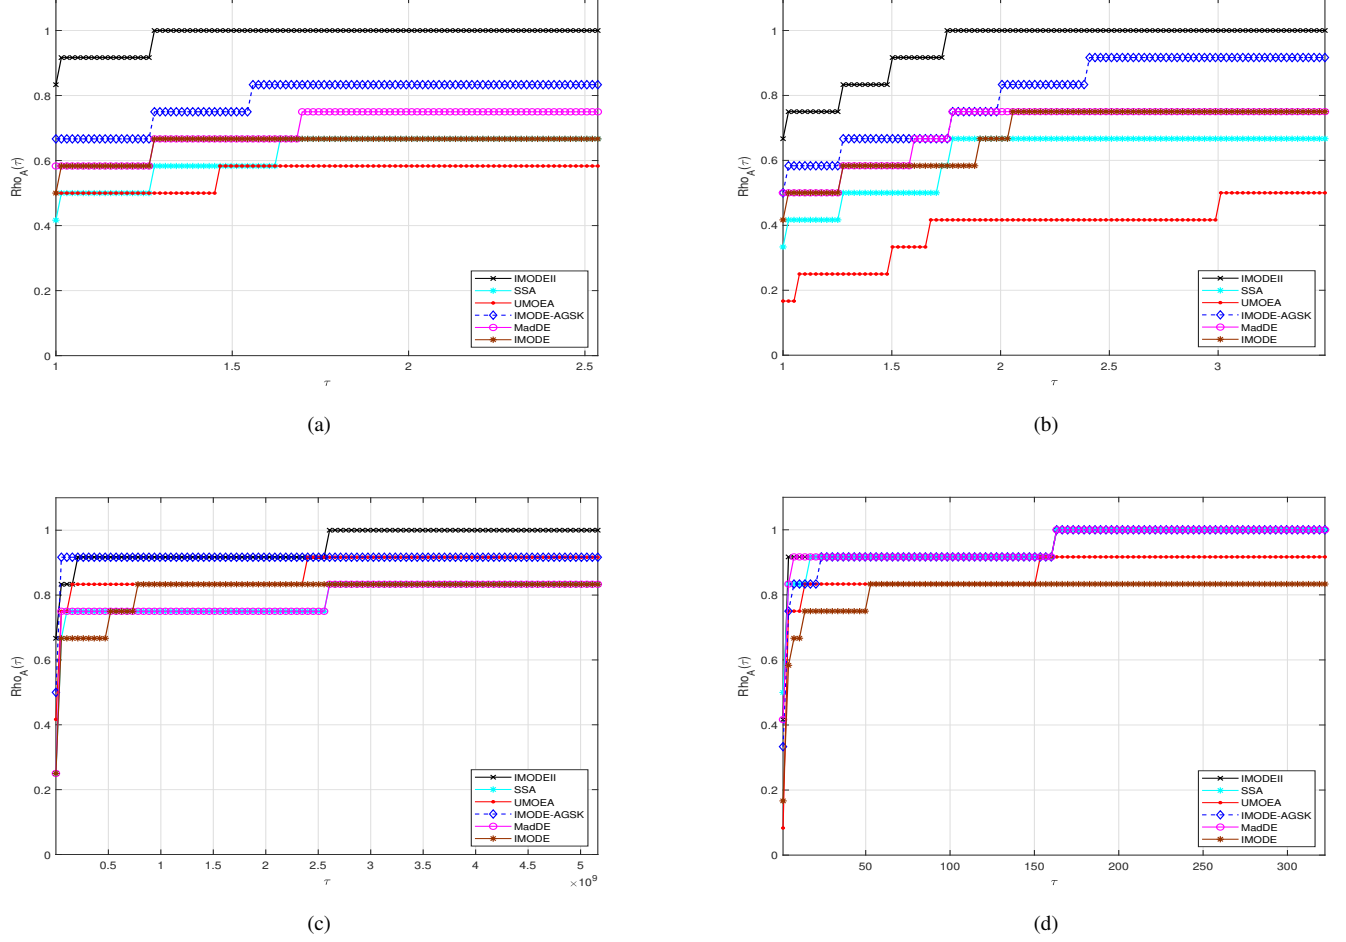 1
0.8
0.6
0.4
0.2
0
1
1.5
2
2.5
Rho_A(τ)
τ
IMODEII
SSA
UMOEA
IMODE-AGSK
MadDE
IMODE
(a)
1
0.8
0.6
0.4
0.2
0
1
1.5
2
2.5
3
Rho_A(τ)
τ
IMODEII
SSA
UMOEA
IMODE-AGSK
MadDE
IMODE
(b)
1
0.8
0.6
0.4
0.2
0
0.5
1
1.5
2
2.5
3
3.5
4
4.5
5
×10^9
Rho_A(τ)
τ
IMODEII
SSA
UMOEA
IMODE-AGSK
MadDE
IMODE
(c)
1
0.8
0.6
0.4
0.2
0
50
100
150
200
250
300
Rho_A(τ)
τ
IMODEII
SSA
UMOEA
IMODE-AGSK
MadDE
IMODE
(d)